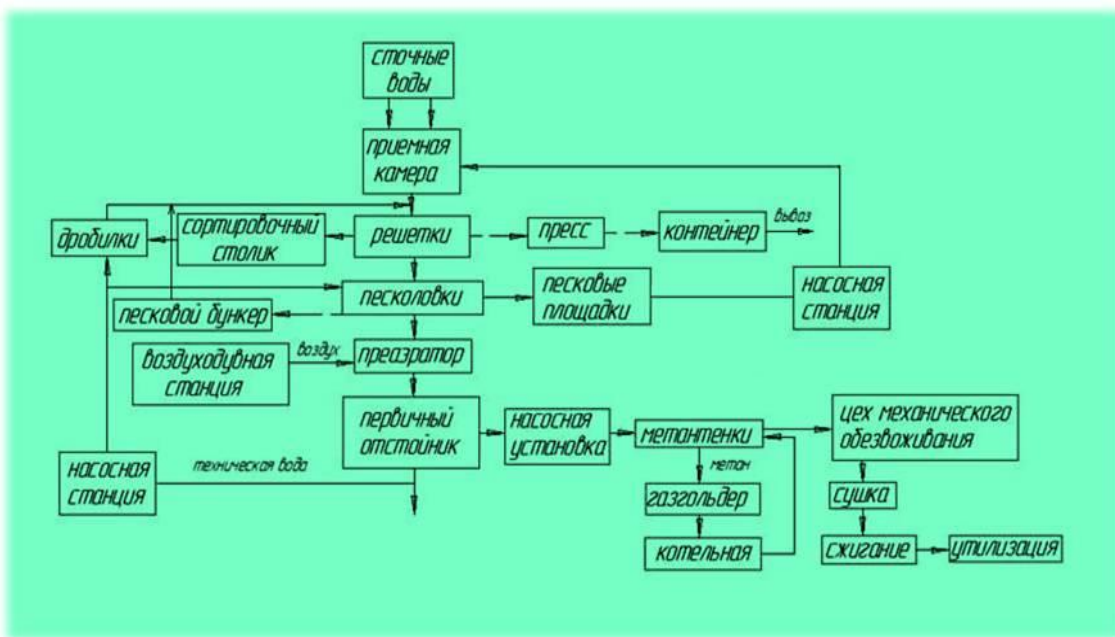 сточные
воды
приемная
камера
дробилки
сортировочный
столик
решетки
пресс
контейнер
вывоз
песковой бункер
песколовки
песковые
площадки
насосная
станция
воздуходувная
станция
воздух
преаэратор
первичный
отстойник
насосная
установка
метантенки
цех механического
обезвоживания
насосная
станция
техническая вода
метан
газгольдер
сушка
котельная
сжигание
утилизация